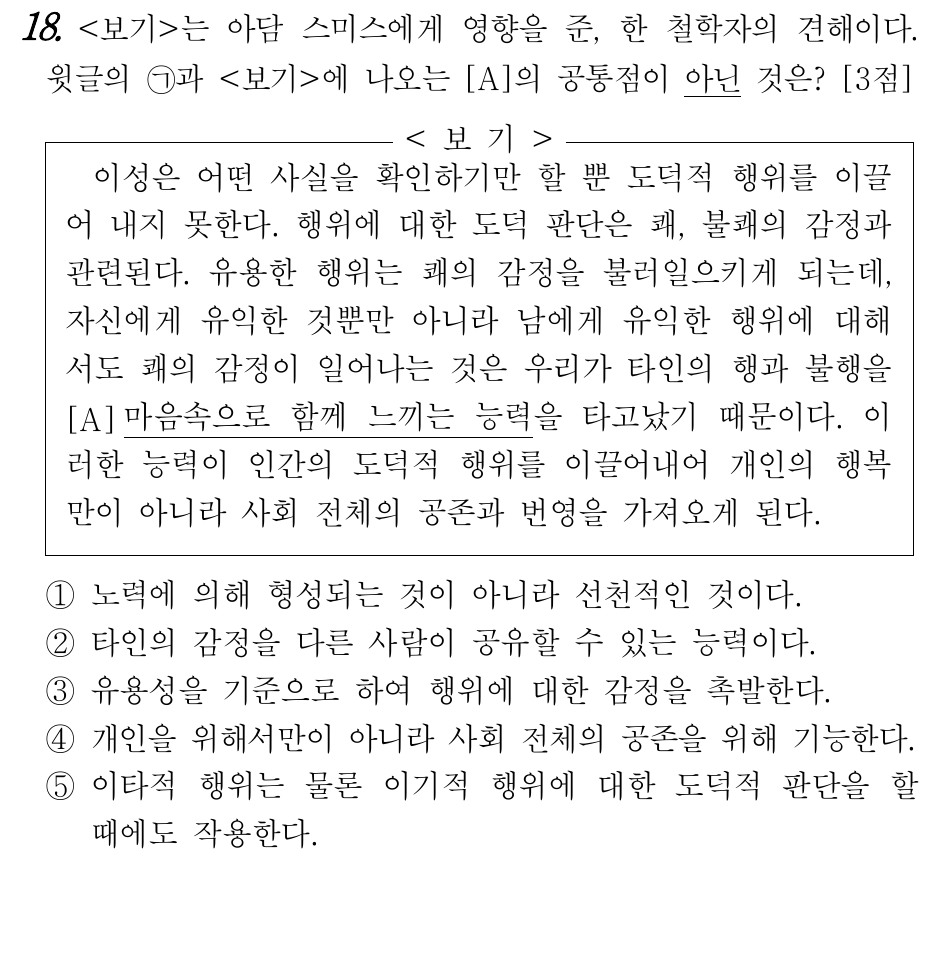 18. <보기>는 아담 스미스에게 영향을 준, 한 철학자의 견해이다.
윗글의 ㉠과 <보기>에 나오는 [A]의 공통점이 아닌 것은? [3점]
< 보 기 >
이성은 어떤 사실을 확인하기만 할 뿐 도덕적 행위를 이끌
어 내지 못한다. 행위에 대한 도덕 판단은 쾌, 불쾌의 감정과
관련된다. 유용한 행위는 쾌의 감정을 불러일으키게 되는데,
자신에게 유익한 것뿐만 아니라 남에게 유익한 행위에 대해
서도 쾌의 감정이 일어나는 것은 우리가 타인의 행과 불행을
[A] 마음속으로 함께 느끼는 능력을 타고났기 때문이다. 이
러한 능력이 인간의 도덕적 행위를 이끌어내어 개인의 행복
만이 아니라 사회 전체의 공존과 번영을 가져오게 된다.
① 노력에 의해 형성되는 것이 아니라 선천적인 것이다.
② 타인의 감정을 다른 사람이 공유할 수 있는 능력이다.
③ 유용성을 기준으로 하여 행위에 대한 감정을 촉발한다.
④ 개인을 위해서만이 아니라 사회 전체의 공존을 위해 기능한다.
⑤ 이타적 행위는 물론 이기적 행위에 대한 도덕적 판단을 할
때에도 작용한다.